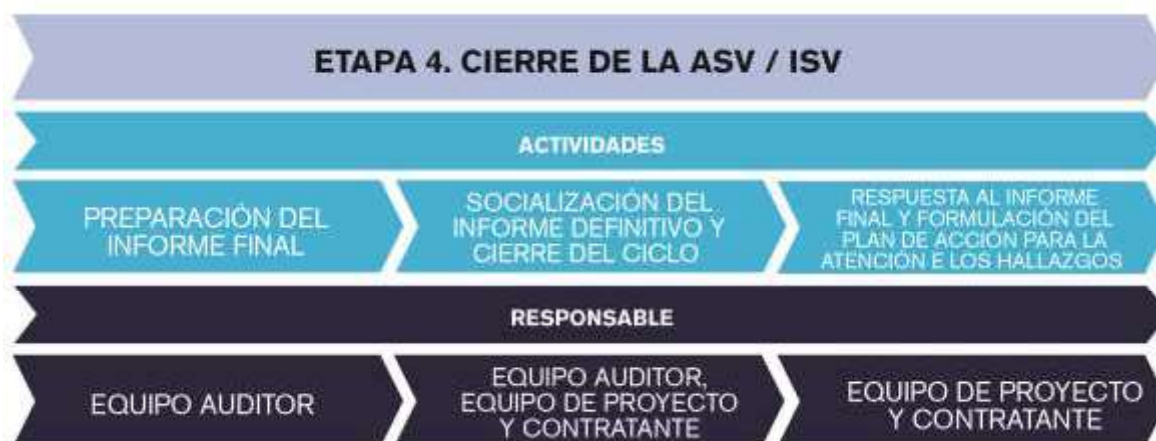 ETAPA 4. CIERRE DE LA ASV / ISV
ACTIVIDADES
PREPARACIÓN DEL
INFORME FINAL
SOCIALIZACIÓN DEL
INFORME DEFINITIVO Y
CIERRE DEL CICLO
RESPUESTA AL INFORME
FINAL Y FORMULACIÓN DEL
PLAN DE ACCIÓN PARA LA
ATENCIÓN E LOS HALLAZGOS
RESPONSABLE
EQUIPO AUDITOR
EQUIPO AUDITOR,
EQUIPO DE PROYECTO
Y CONTRATANTE
EQUIPO DE PROYECTO
Y CONTRATANTE